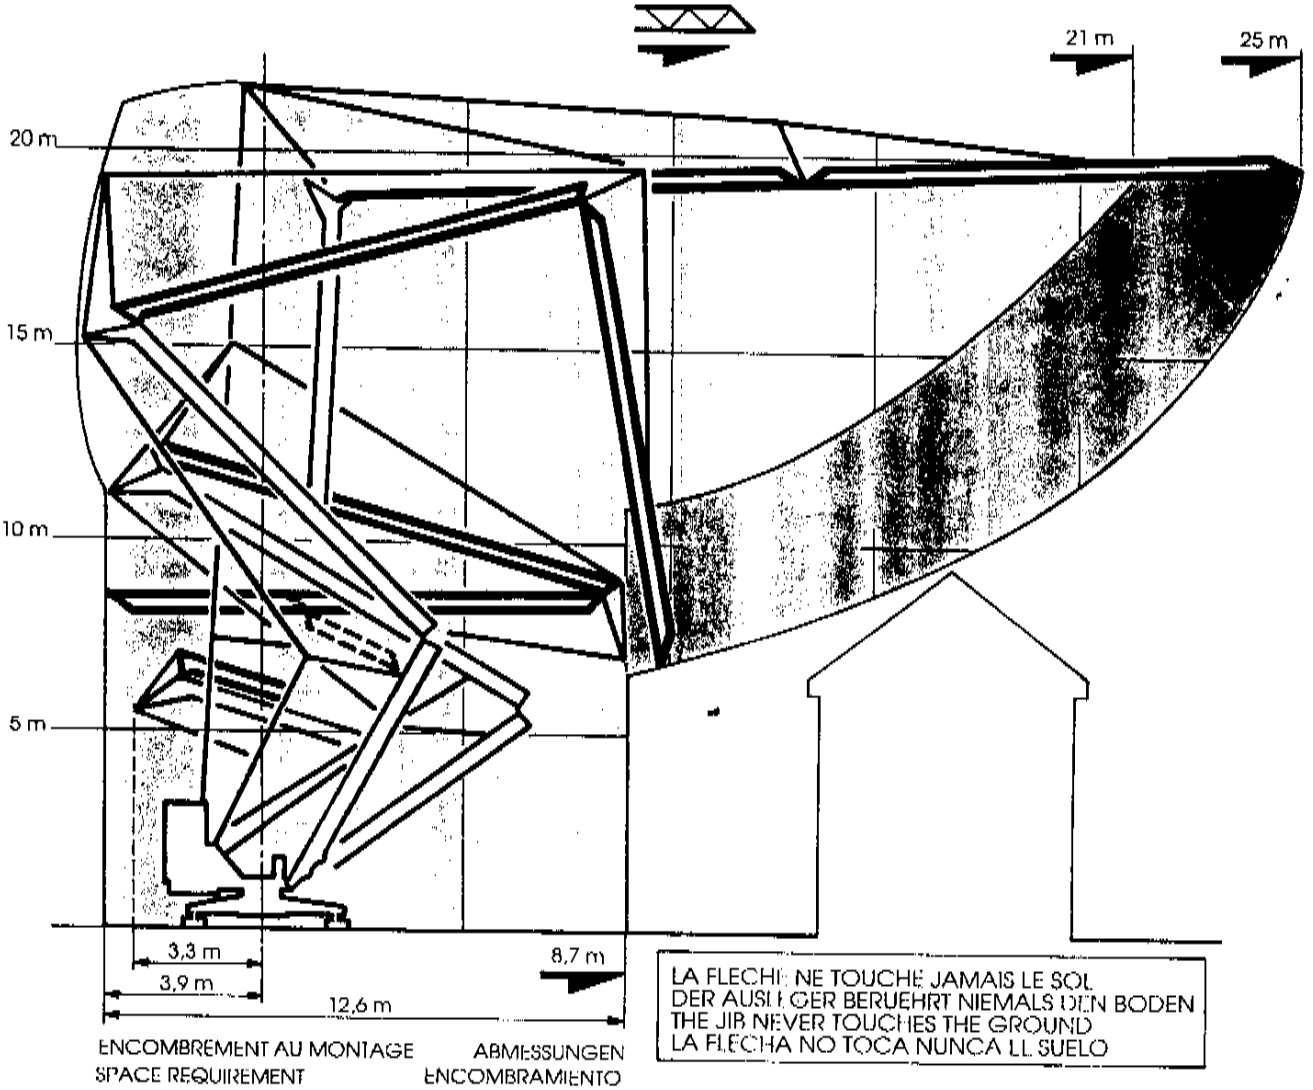 21 m
25 m
20 m
15 m
10 m
5 m
3,3 m
8,7 m
3,9 m
12,6 m
ENCOMBREMENT AU MONTAGE
ABMESSUNGEN
SPACE REQUIREMENT
ENCOMBRAMIENTO
LA FLECHE NE TOUCHE JAMAIS LE SOL
DER AUSLEGER BERUEHRT NIEMALS DEN BODEN
THE JIB NEVER TOUCHES THE GROUND
LA FLECHA NO TOCA NUNCA EL SUELO